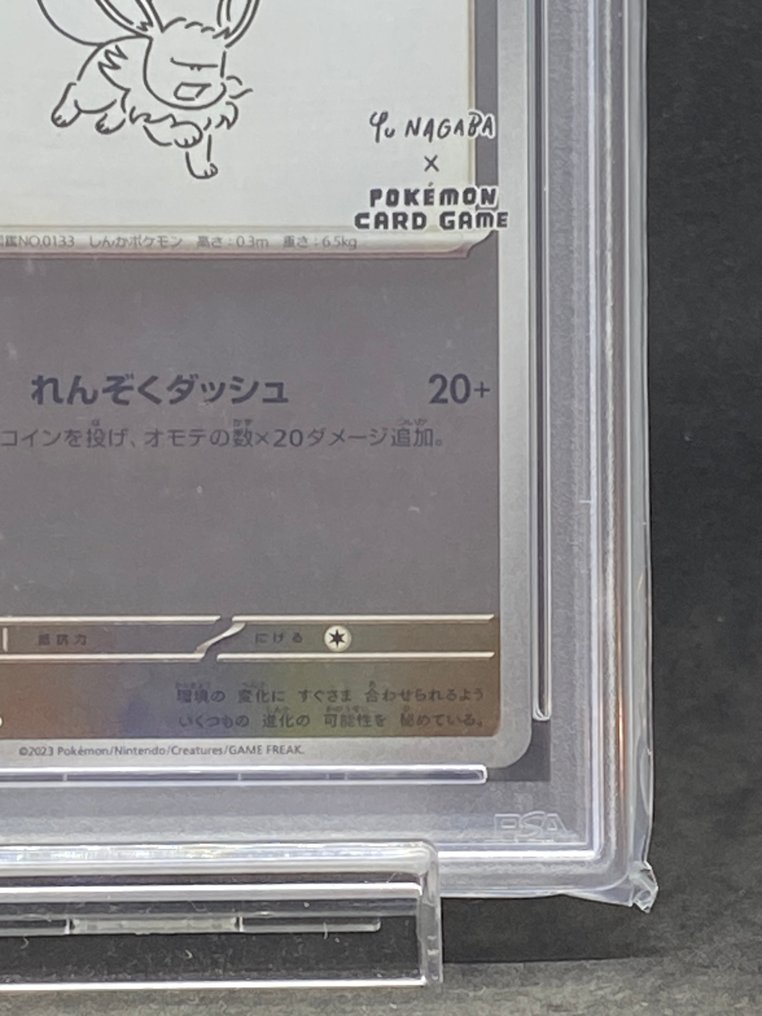 Yu NAGABA
×
POKÉMON
CARD GAME
鑑NO.0133 しんかポケモン 高さ:0.3m 重さ:6.5kg
れんぞくダッシュ 20+
コインを投げ、オモテの数×20ダメージ追加。
抵抗力 にげる
環境の 変化に すぐさま 合わせられるよう
いくつもの 進化の 可能性を 秘めている。
©2023 Pokémon/Nintendo/Creatures/GAME FREAK.
PSA